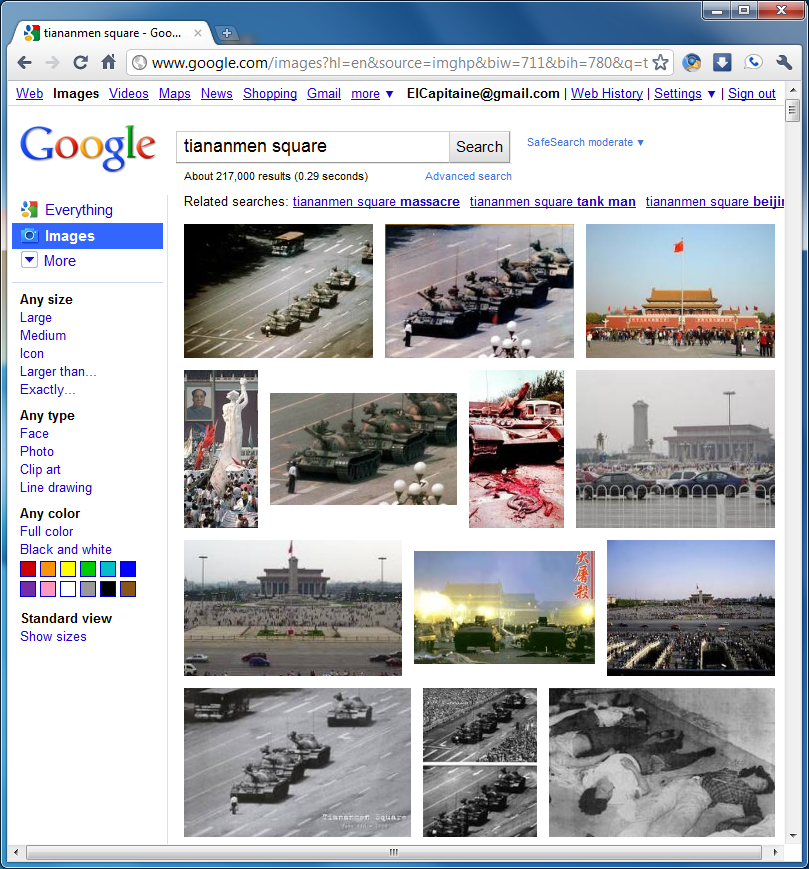 tiananmen square - Goo...
www.google.com/images?hl=en&source=imghp&biw=711&bih=780&q=t
Web Images Videos Maps News Shopping Gmail more ▼ ElCapitaine@gmail.com | Web History | Settings ▼ | Sign out
Google
tiananmen square
Search
SafeSearch moderate ▼
About 217,000 results (0.29 seconds)
Advanced search
Related searches: tiananmen square massacre tiananmen square tank man tiananmen square beijin
Everything
Images
More
Any size
Large
Medium
Icon
Larger than...
Exactly...
Any type
Face
Photo
Clip art
Line drawing
Any color
Full color
Black and white
Standard view
Show sizes
大屠殺
Tiananmen Square